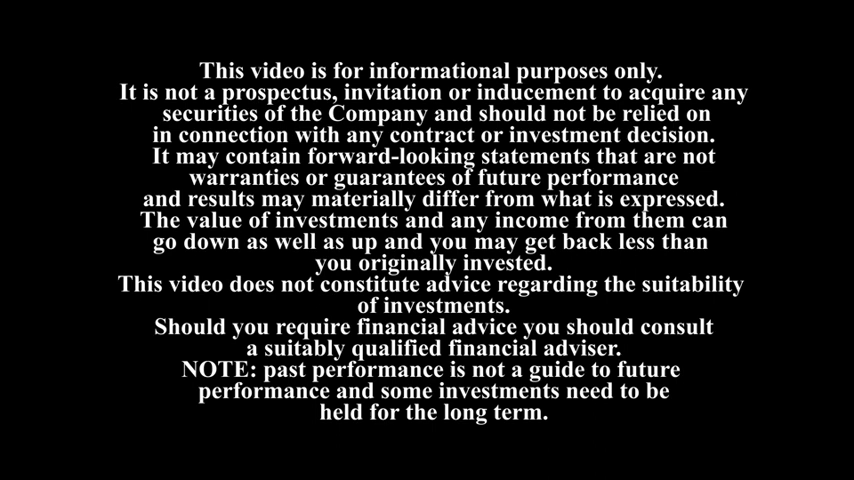 This video is for informational purposes only.
It is not a prospectus, invitation or inducement to acquire any
securities of the Company and should not be relied on
in connection with any contract or investment decision.
It may contain forward-looking statements that are not
warranties or guarantees of future performance
and results may materially differ from what is expressed.
The value of investments and any income from them can
go down as well as up and you may get back less than
you originally invested.
This video does not constitute advice regarding the suitability
of investments.
Should you require financial advice you should consult
a suitably qualified financial adviser.
NOTE: past performance is not a guide to future
performance and some investments need to be
held for the long term.